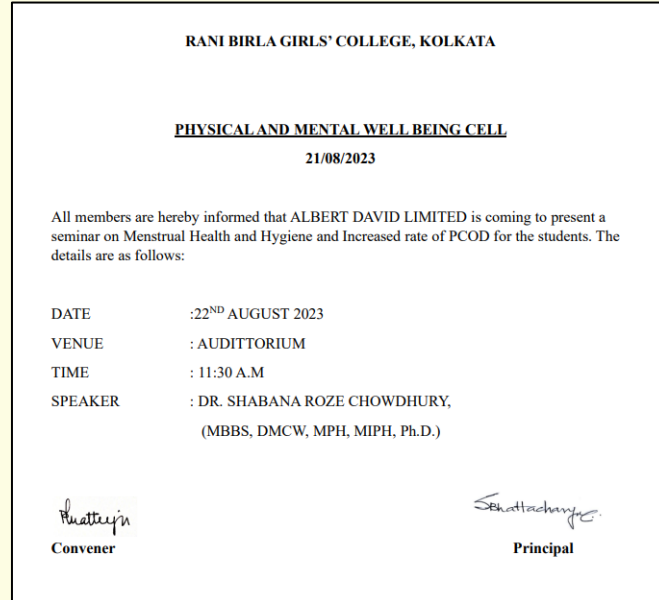 RANI BIRLA GIRLS' COLLEGE, KOLKATA
PHYSICAL AND MENTAL WELL BEING CELL
21/08/2023
All members are hereby informed that ALBERT DAVID LIMITED is coming to present a
seminar on Menstrual Health and Hygiene and Increased rate of PCOD for the students. The
details are as follows:
DATE :22ND AUGUST 2023
VENUE : AUDITTORIUM
TIME : 11:30 A.M
SPEAKER : DR. SHABANA ROZE CHOWDHURY,
(MBBS, DMCW, MPH, MIPH, Ph.D.)
Convener Principal